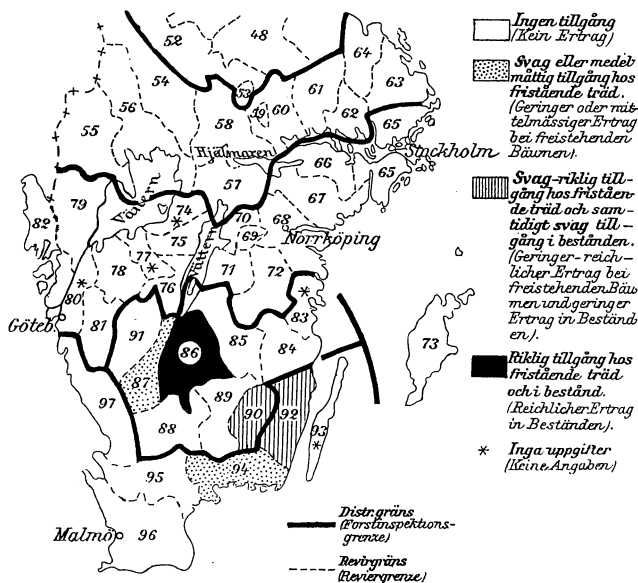 52
48
64
54
53
61
63
56
19
60
62
55
58
65
Hjälmaren
Stockholm
57
66
65
79
Vänern
67
82
74
70
68
75
69
Norrköping
77
78
Vättern
71
72
76
80
83
Göteb.
81
91
85
73
86
84
87
97
89
90
92
88
93
94
95
Malmö
96
Ingen tillgång
(Kein Ertrag)
Svag eller medel
måttig tillgång hos
fristående träd.
(Geringer oder mit-
telmässiger Ertrag
bei freistehenden
Bäumen).
Svag-riklig till-
gång hos friståen-
de träd och sam-
tidigt svag till-
gång i bestånden.
(Geringer-reich-
licher Ertrag bei
freistehenden Bäu-
men und geringer
Ertrag in Beständ-
en).
Riklig tillgång hos
fristående träd
och i bestånd.
(Reichlicher Ertrag
in Beständen).
Inga uppgifter
(Keine Angaben)
Distr.gräns
(Forstinspektions-
grenze)
Revirgräns
(Reviergrenze)